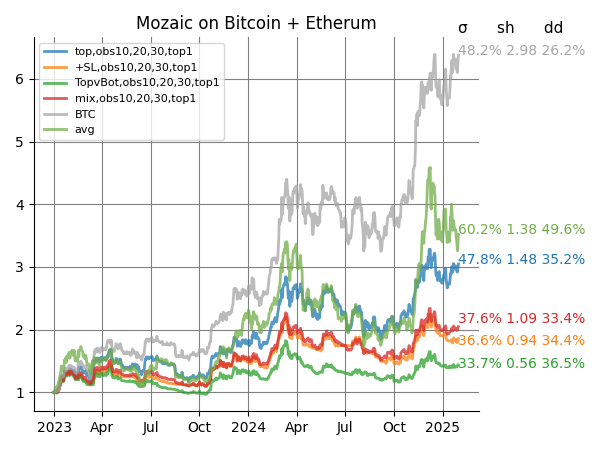 Mozaic on Bitcoin + Etherum
σ sh dd
top,obs10,20,30,top1
+SL,obs10,20,30,top1
TopvBot,obs10,20,30,top1
mix,obs10,20,30,top1
BTC
avg
48.2% 2.98 26.2%
60.2% 1.38 49.6%
47.8% 1.48 35.2%
37.6% 1.09 33.4%
36.6% 0.94 34.4%
33.7% 0.56 36.5%
6
5
4
3
2
1
2023 Apr Jul Oct 2024 Apr Jul Oct 2025